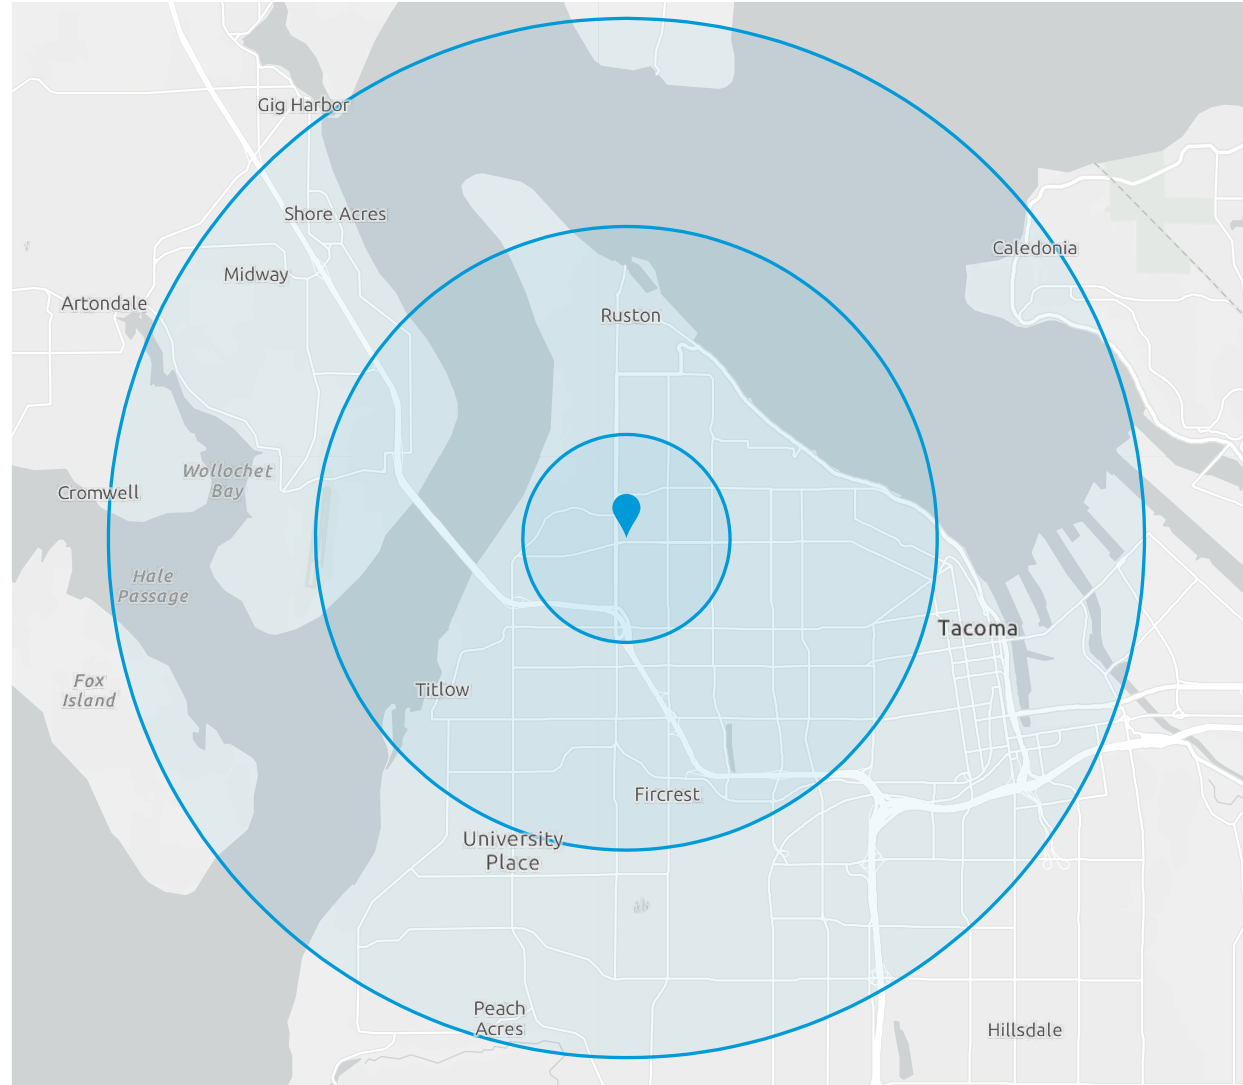 Gig Harbor
Shore Acres
Caledonia
Midway
Artondale
Ruston
Wollochet
Bay
Cromwell
Hale
Passage
Tacoma
Fox
Island
Titlow
Fircrest
University
Place
Peach
Acres
Hillsdale